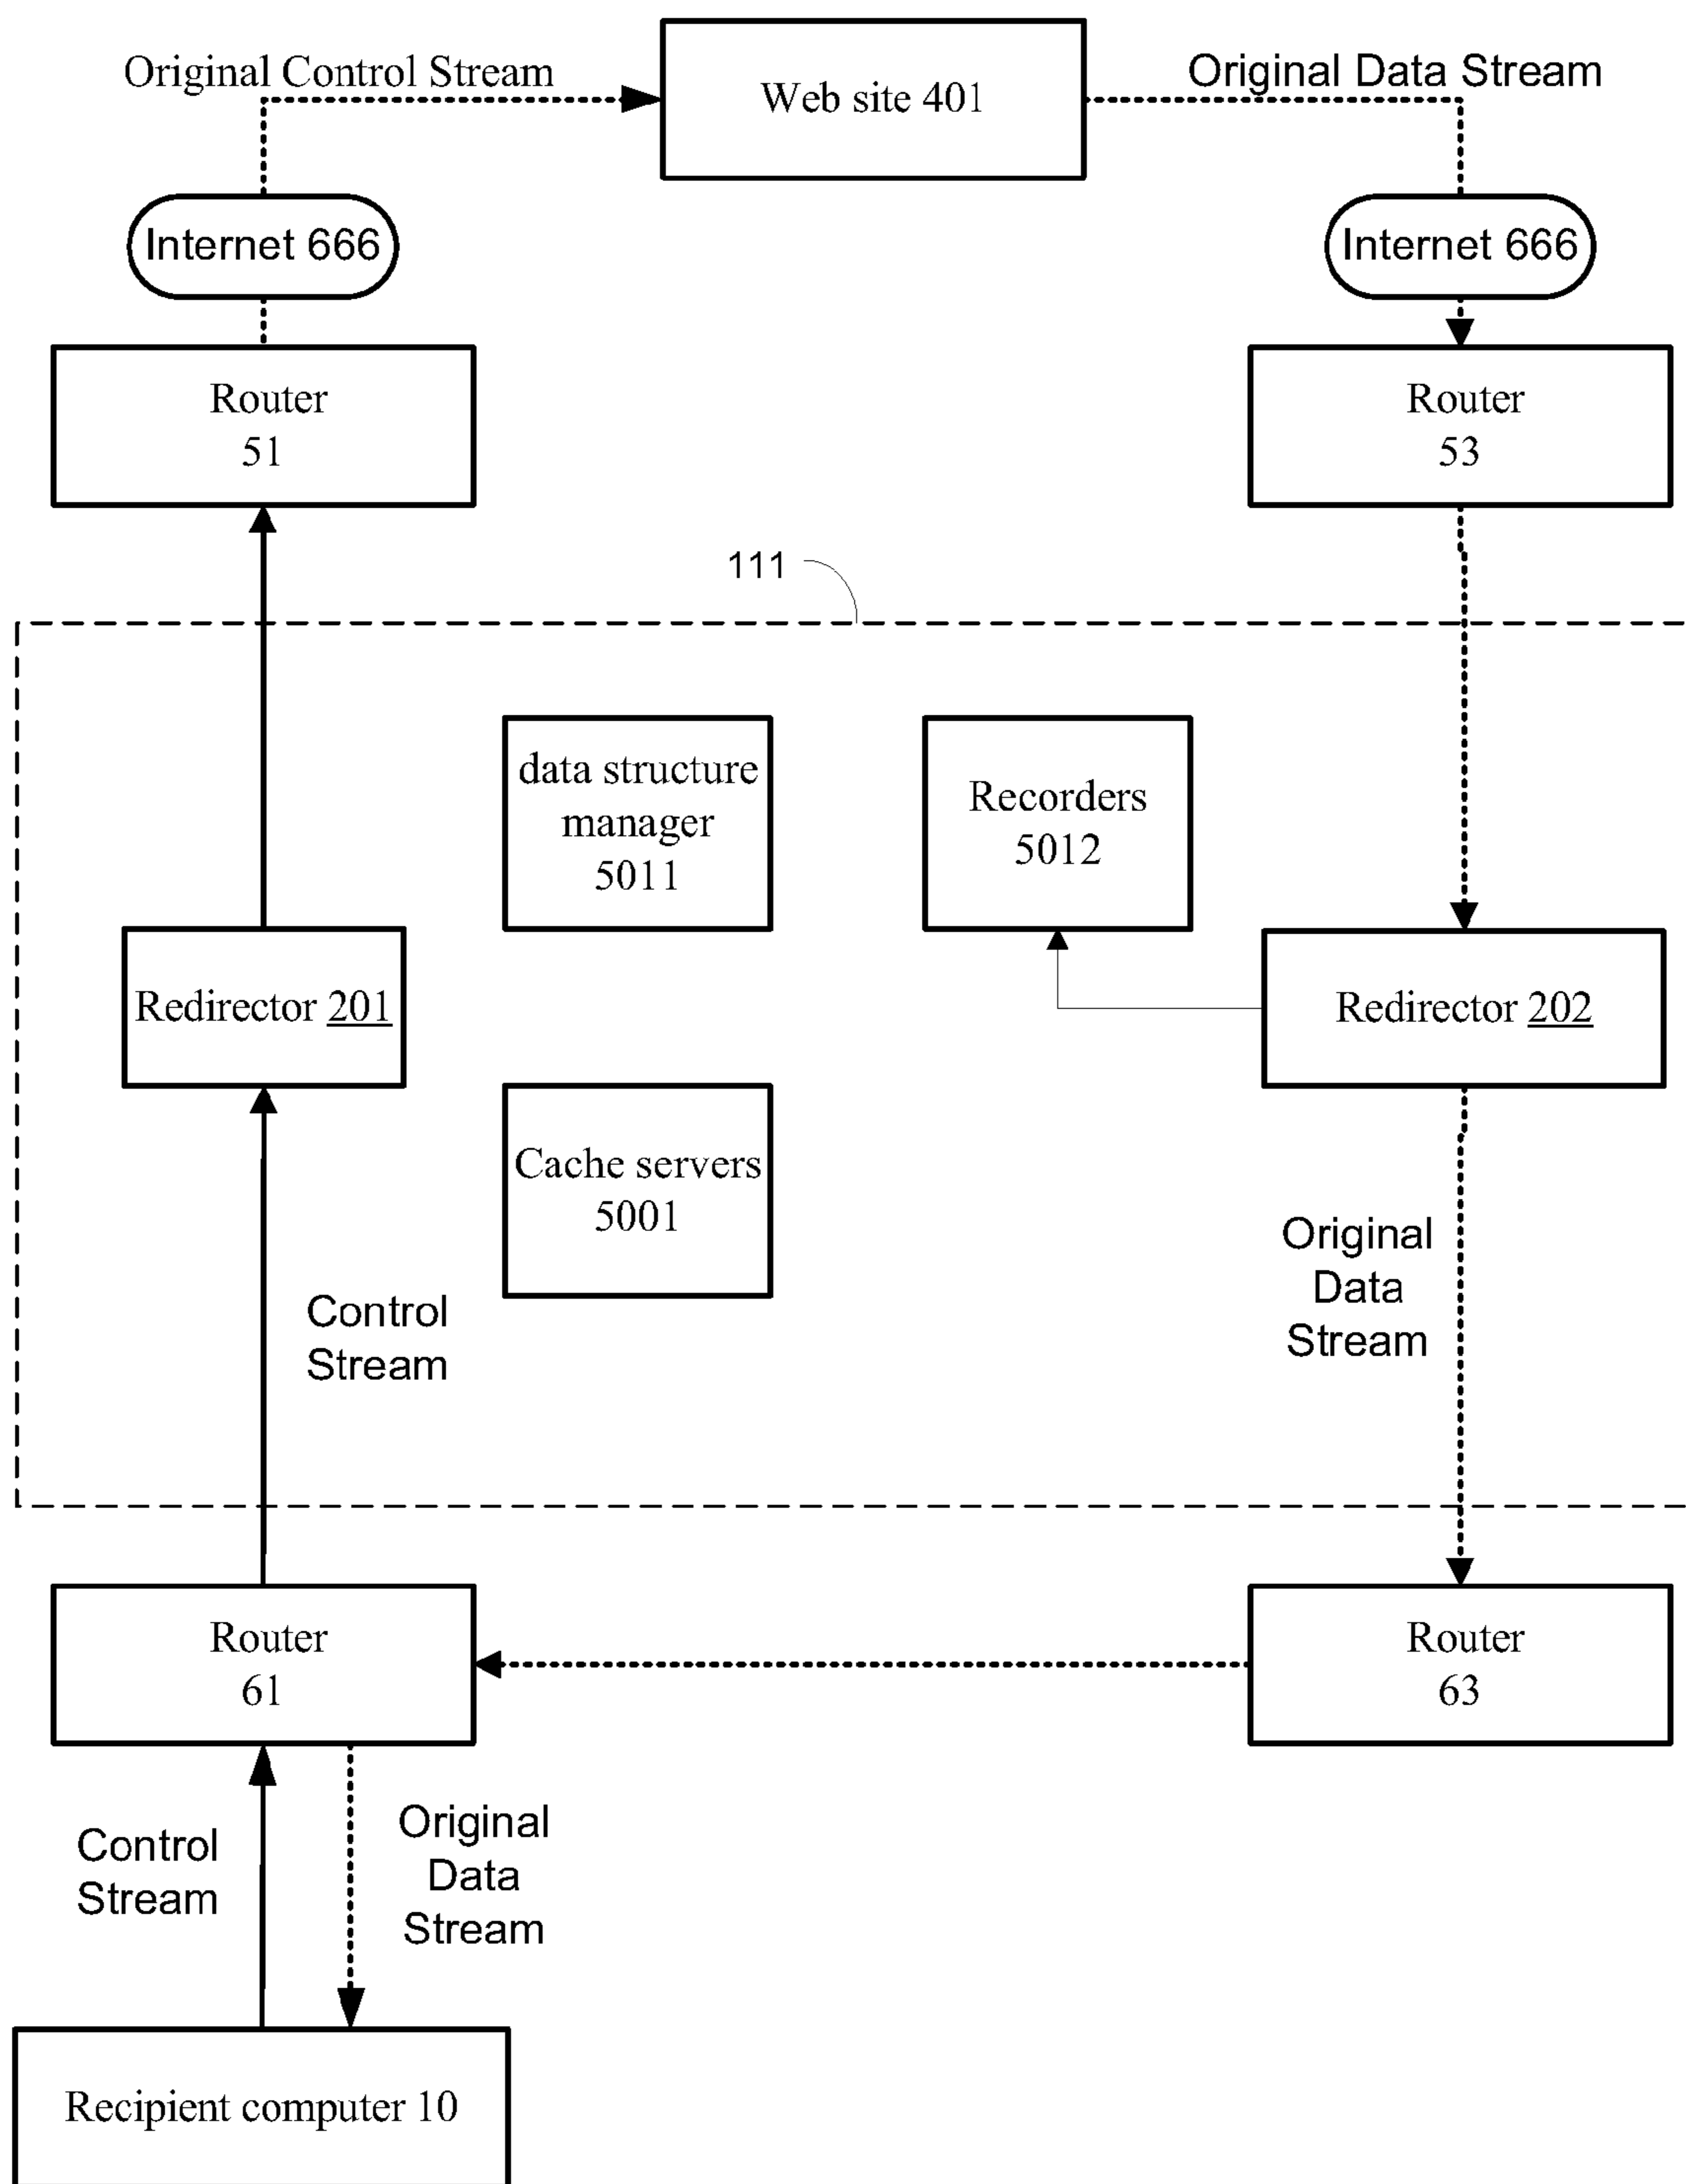 Original Control Stream
Web site 401
Original Data Stream
Internet 666
Internet 666
Router
51
Router
53
111
data structure
manager
5011
Recorders
5012
Redirector 201
Redirector 202
Cache servers
5001
Control
Stream
Original
Data
Stream
Router
61
Router
63
Control
Stream
Original
Data
Stream
Recipient computer 10